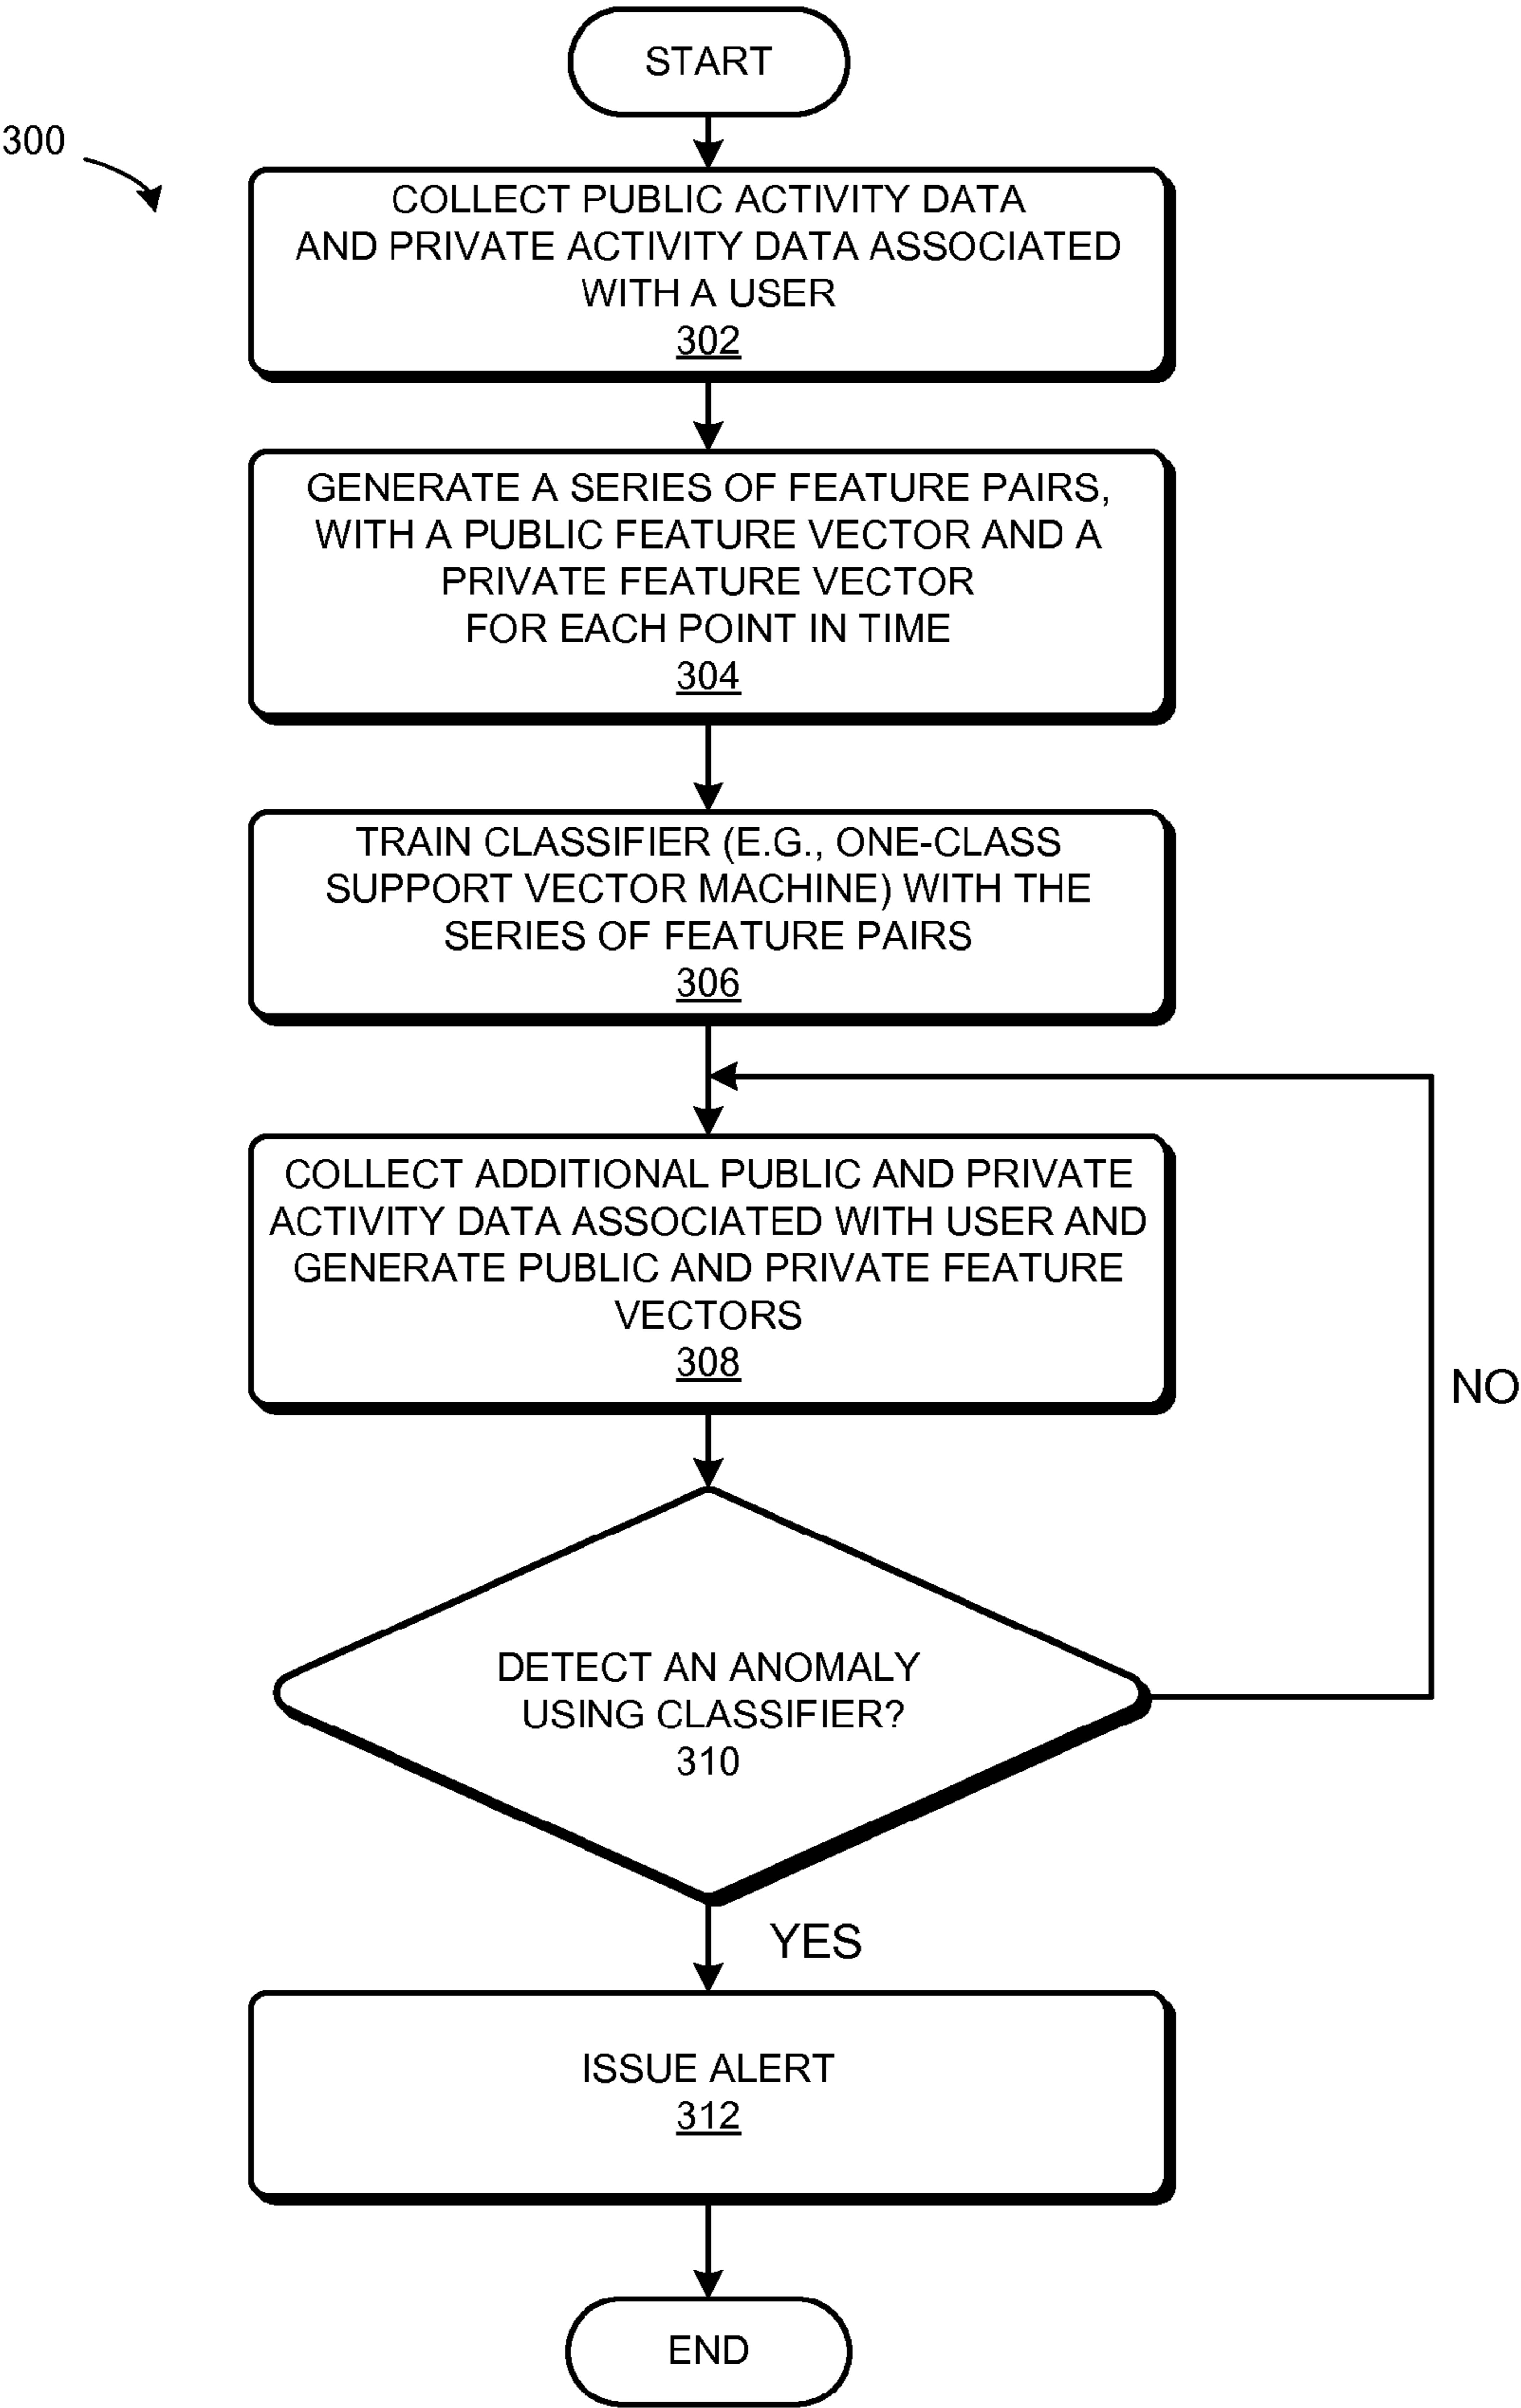 START
300
COLLECT PUBLIC ACTIVITY DATA
AND PRIVATE ACTIVITY DATA ASSOCIATED
WITH A USER
302
GENERATE A SERIES OF FEATURE PAIRS,
WITH A PUBLIC FEATURE VECTOR AND A
PRIVATE FEATURE VECTOR
FOR EACH POINT IN TIME
304
TRAIN CLASSIFIER (E.G., ONE-CLASS
SUPPORT VECTOR MACHINE) WITH THE
SERIES OF FEATURE PAIRS
306
COLLECT ADDITIONAL PUBLIC AND PRIVATE
ACTIVITY DATA ASSOCIATED WITH USER AND
GENERATE PUBLIC AND PRIVATE FEATURE
VECTORS
308
NO
DETECT AN ANOMALY
USING CLASSIFIER?
310
YES
ISSUE ALERT
312
END